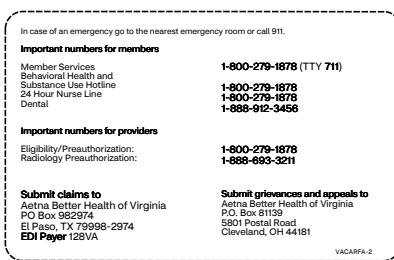 In case of an emergency go to the nearest emergency room or call 911.
Important numbers for members
Member Services 1-800-279-1878 (TTY 711)
Behavioral Health and
Substance Use Hotline 1-800-279-1878
24 Hour Nurse Line 1-800-279-1878
Dental 1-888-912-3456
Important numbers for providers
Eligibility/Preauthorization: 1-800-279-1878
Radiology Preauthorization: 1-888-693-3211
Submit claims to
Aetna Better Health of Virginia
PO Box 982974
El Paso, TX 79998-2974
EDI Payer 128VA
Submit grievances and appeals to
Aetna Better Health of Virginia
P.O. Box 81139
5801 Postal Road
Cleveland, OH 44181
VACARFA-2